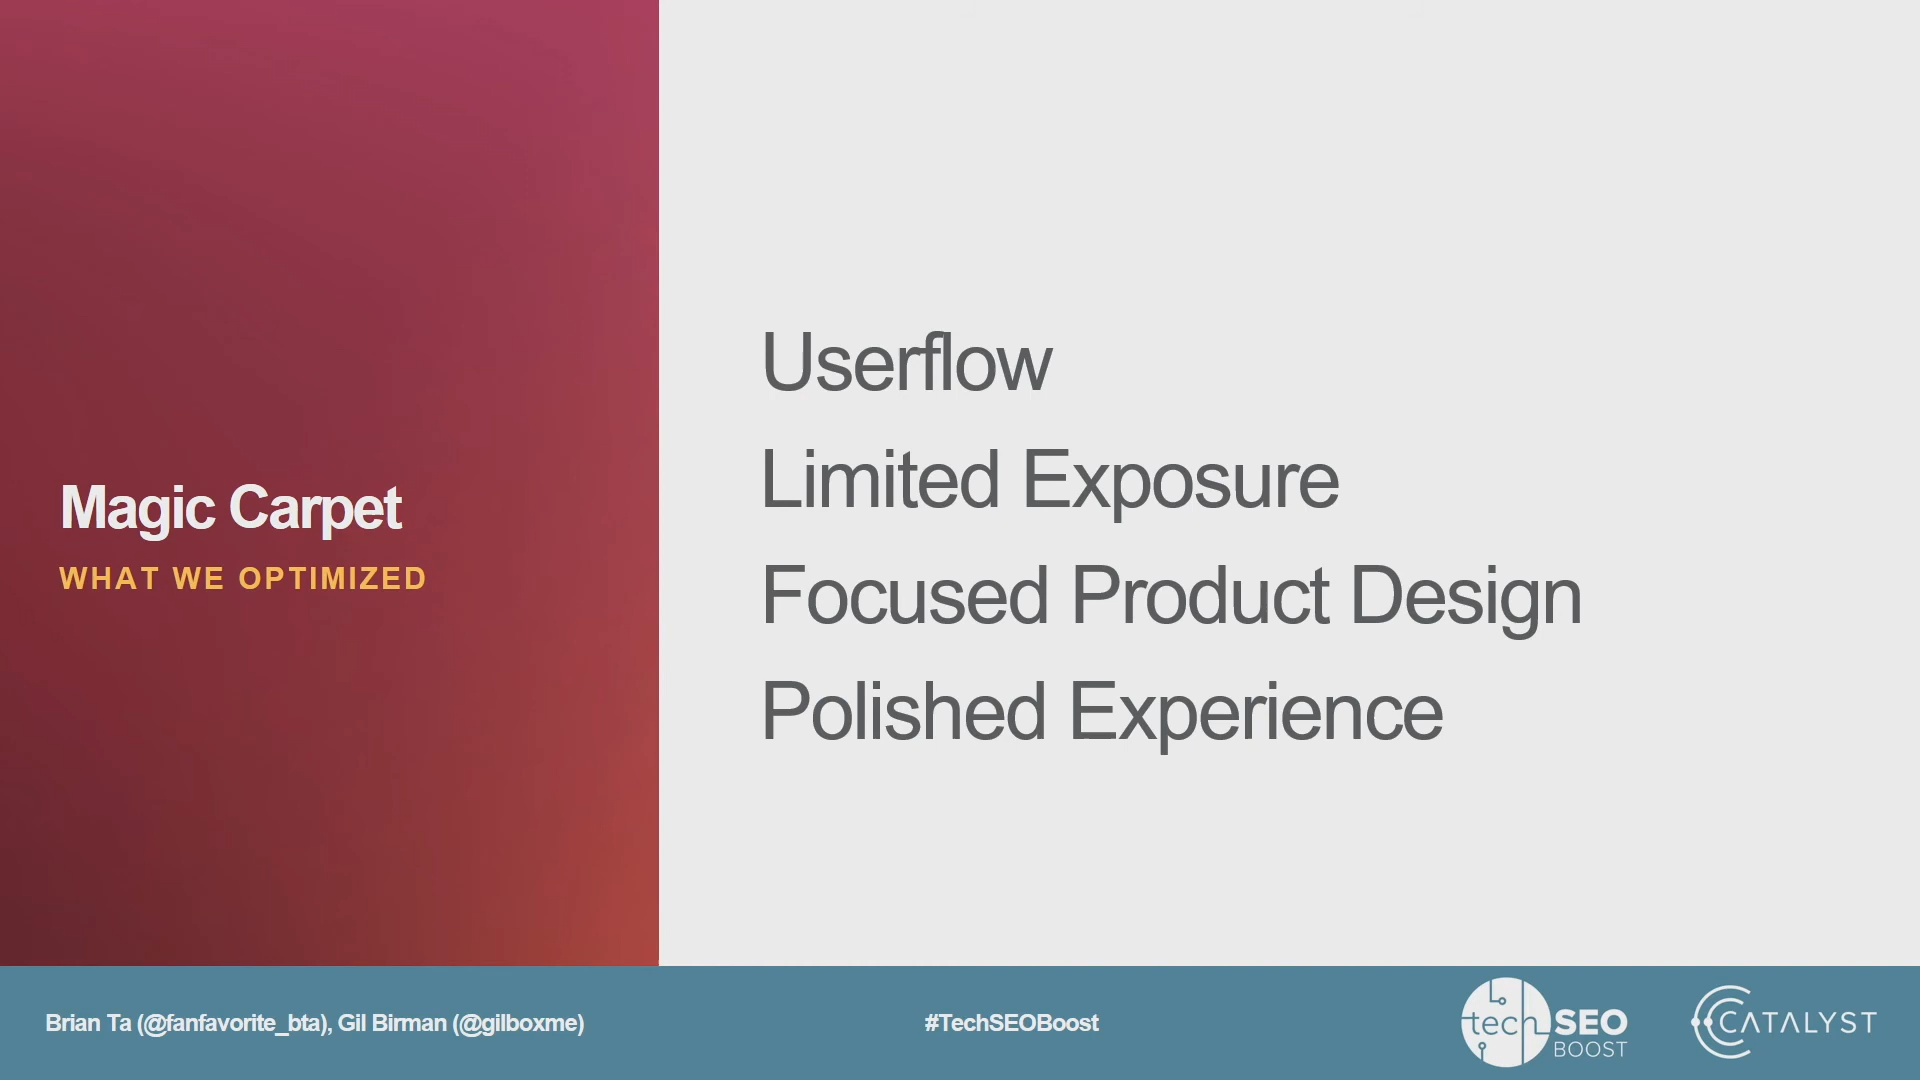 Magic Carpet
WHAT WE OPTIMIZED
Userflow
Limited Exposure
Focused Product Design
Polished Experience
Brian Ta (@fanfavorite_bta), Gil Birman (@gilboxme)
#TechSEOBoost
tech SEO
BOOST
CATALYST